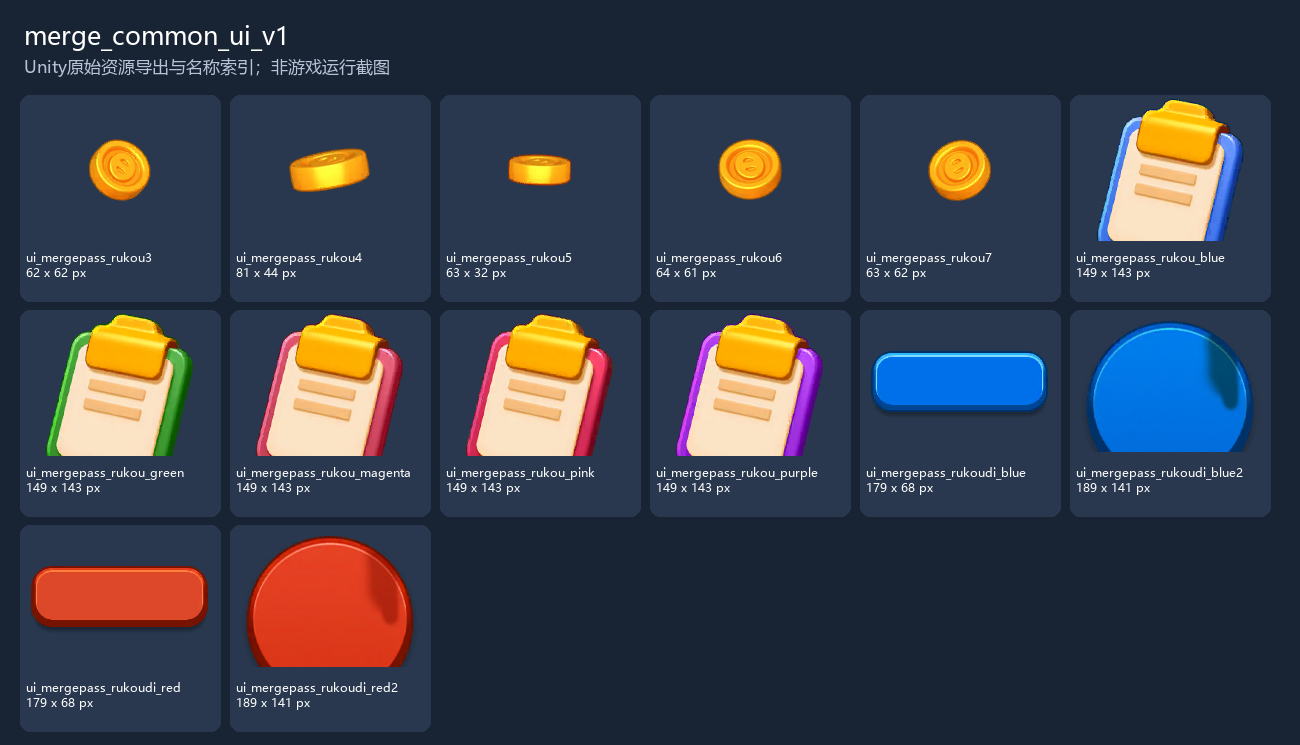 merge_common_ui_v1
Unity原始资源导出与名称索引；非游戏运行截图
ui_mergepass_rukou3
62 x 62 px
ui_mergepass_rukou4
81 x 44 px
ui_mergepass_rukou5
63 x 32 px
ui_mergepass_rukou6
64 x 61 px
ui_mergepass_rukou7
63 x 62 px
ui_mergepass_rukou_blue
149 x 143 px
ui_mergepass_rukou_green
149 x 143 px
ui_mergepass_rukou_magenta
149 x 143 px
ui_mergepass_rukou_pink
149 x 143 px
ui_mergepass_rukou_purple
149 x 143 px
ui_mergepass_rukoudi_blue
179 x 68 px
ui_mergepass_rukoudi_blue2
189 x 141 px
ui_mergepass_rukoudi_red
179 x 68 px
ui_mergepass_rukoudi_red2
189 x 141 px